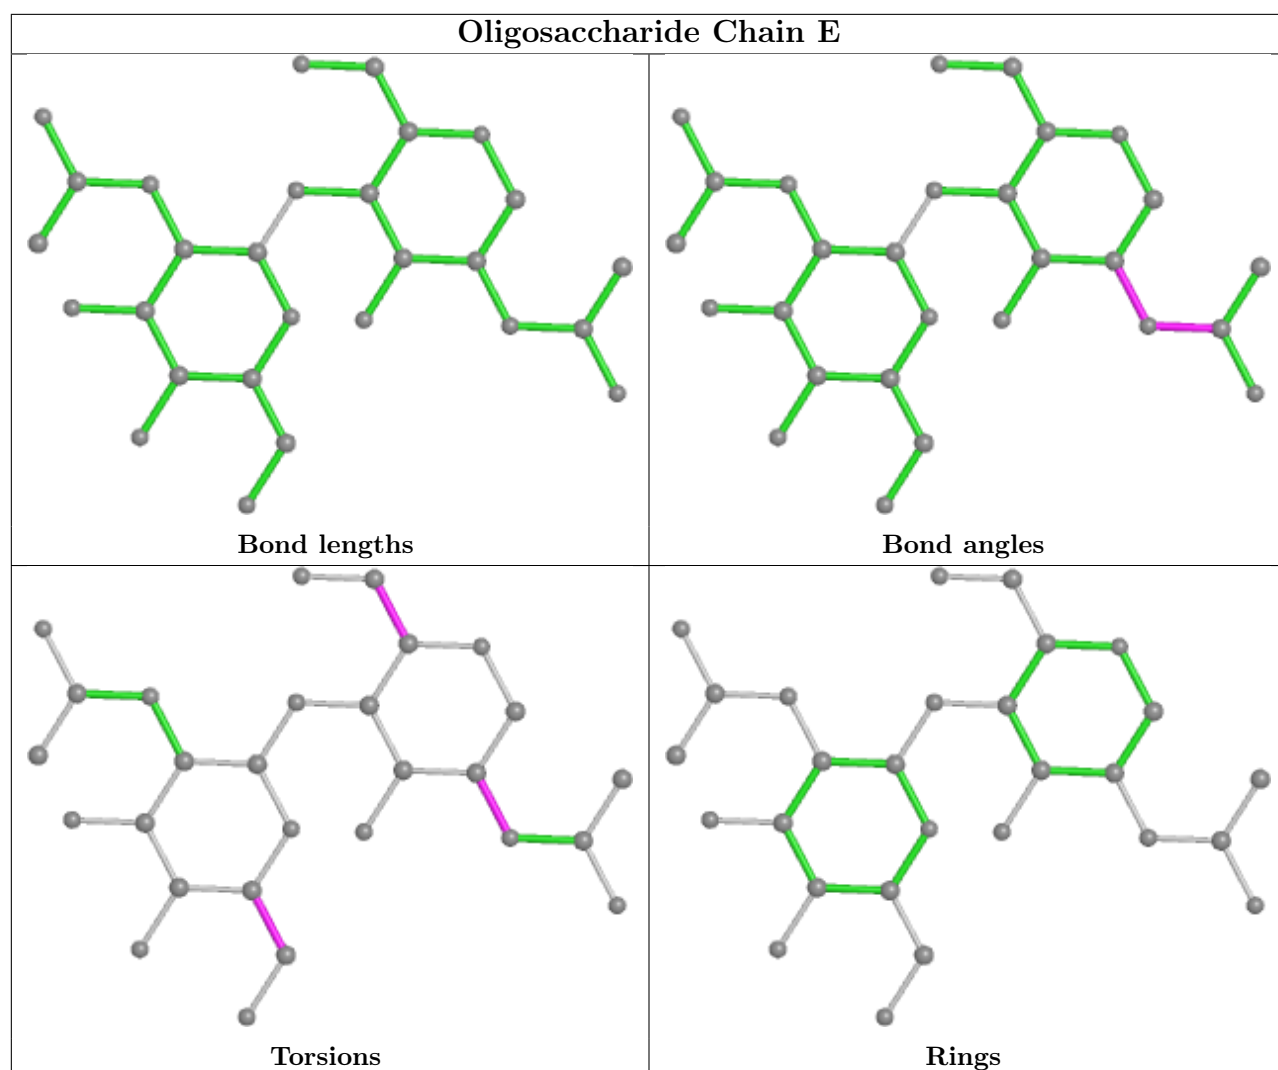 Oligosaccharide Chain E
Bond lengths
Bond angles
Torsions
Rings